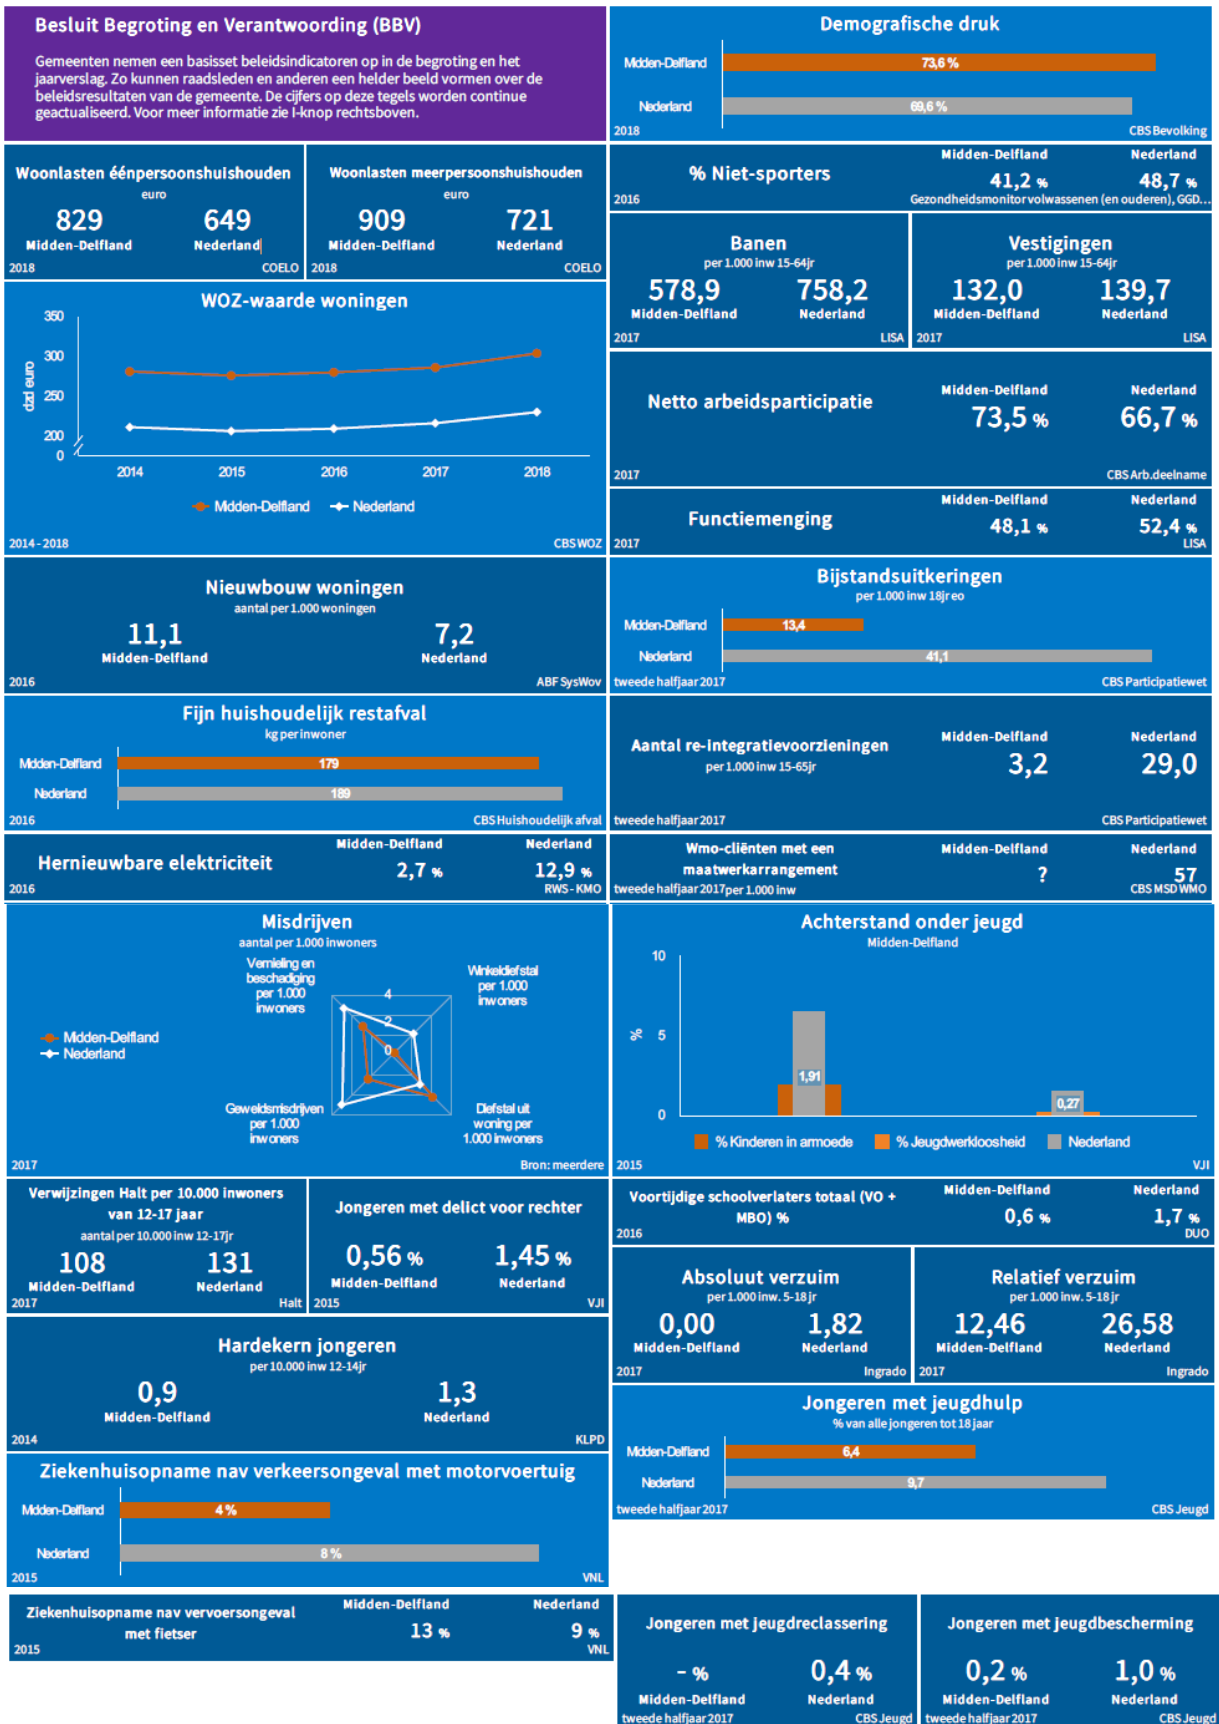 Besluit Begroting en Verantwoording (BBV)
Gemeenten nemen een basisset beleidsindicatoren op in de begroting en het
jaarverslag. Zo kunnen raadsleden en anderen een helder beeld vormen over de
beleidsresultaten van de gemeente. De cijfers op deze tegels worden continue
geactualiseerd. Voor meer informatie zie I-knop rechtsboven.
Demografische druk
Midden-Delfland 73,6 %
Nederland 69,6 %
2018 CBS Bevolking
Woonlasten éénpersoonshuishouden
euro
829 649
Midden-Delfland Nederland
2018 COELO
Woonlasten meerpersoonshuishouden
euro
909 721
Midden-Delfland Nederland
2018 COELO
% Niet-sporters
Midden-Delfland Nederland
41,2 % 48,7 %
2016 Gezondheidsmonitor volwassenen (en ouderen), GGD...
Banen
per 1.000 inw 15-64jr
578,9 758,2
Midden-Delfland Nederland
2017 LISA
Vestigingen
per 1.000 inw 15-64jr
132,0 139,7
Midden-Delfland Nederland
2017 LISA
WOZ-waarde woningen
350
300
250
200
0
dzd euro
2014 2015 2016 2017 2018
Midden-Delfland Nederland
2014 - 2018 CBS WOZ
Netto arbeidsparticipatie
Midden-Delfland Nederland
73,5 % 66,7 %
2017 CBS Arb.deelname
Functiemenging
Midden-Delfland Nederland
48,1 % 52,4 %
2017 LISA
Nieuwbouw woningen
aantal per 1.000 woningen
11,1 7,2
Midden-Delfland Nederland
2016 ABF SysWov
Bijstandsuitkeringen
per 1.000 inw 18jr eo
Midden-Delfland 13,4
Nederland 41,1
tweede halfjaar 2017 CBS Participatiewet
Fijn huishoudelijk restafval
kg per inwoner
Midden-Delfland 179
Nederland 189
2016 CBS Huishoudelijk afval
Aantal re-integratievoorzieningen
per 1.000 inw 15-65jr
Midden-Delfland Nederland
3,2 29,0
tweede halfjaar 2017 CBS Participatiewet
Hernieuwbare elektriciteit
Midden-Delfland Nederland
2,7 % 12,9 %
2016 RWS - KMO
Wmo-cliënten met een
maatwerkarrangement
Midden-Delfland Nederland
? 57
tweede halfjaar 2017 per 1.000 inw CBS MSD WMO
Misdrijven
aantal per 1.000 inwoners
Vernieling en
beschadiging
per 1.000
inwoners
Winkeldiefstal
per 1.000
inwoners
4
2
0
Midden-Delfland
Nederland
Geweldsmisdrijven
per 1.000
inwoners
Diefstal uit
woning per
1.000 inwoners
2017 Bron: meerdere
Achterstand onder jeugd
Midden-Delfland
10
5
0
%
1,91
0,27
% Kinderen in armoede % Jeugdwerkloosheid Nederland
2015 VJI
Verwijzingen Halt per 10.000 inwoners
van 12-17 jaar
aantal per 10.000 inw 12-17jr
108 131
Midden-Delfland Nederland
2017 Halt
Jongeren met delict voor rechter
0,56 % 1,45 %
Midden-Delfland Nederland
2015 VJI
Voortijdige schoolverlaters totaal (VO +
MBO) %
Midden-Delfland Nederland
0,6 % 1,7 %
2016 DUO
Absoluut verzuim
per 1.000 inw. 5-18 jr
0,00 1,82
Midden-Delfland Nederland
2017 Ingrado
Relatief verzuim
per 1.000 inw. 5-18 jr
12,46 26,58
Midden-Delfland Nederland
2017 Ingrado
Hardekern jongeren
per 10.000 inw 12-14jr
0,9 1,3
Midden-Delfland Nederland
2014 KLPD
Jongeren met jeugdhulp
% van alle jongeren tot 18 jaar
Midden-Delfland 6,4
Nederland 9,7
tweede halfjaar 2017 CBS Jeugd
Ziekenhuisopname nav verkeersongeval met motorvoertuig
Midden-Delfland 4 %
Nederland 8 %
2015 VNL
Ziekenhuisopname nav vervoersongeval
met fietser
Midden-Delfland Nederland
13 % 9 %
2015 VNL
Jongeren met jeugdreclassering
- % 0,4 %
Midden-Delfland Nederland
tweede halfjaar 2017 CBS Jeugd
Jongeren met jeugdbescherming
0,2 % 1,0 %
Midden-Delfland Nederland
tweede halfjaar 2017 CBS Jeugd